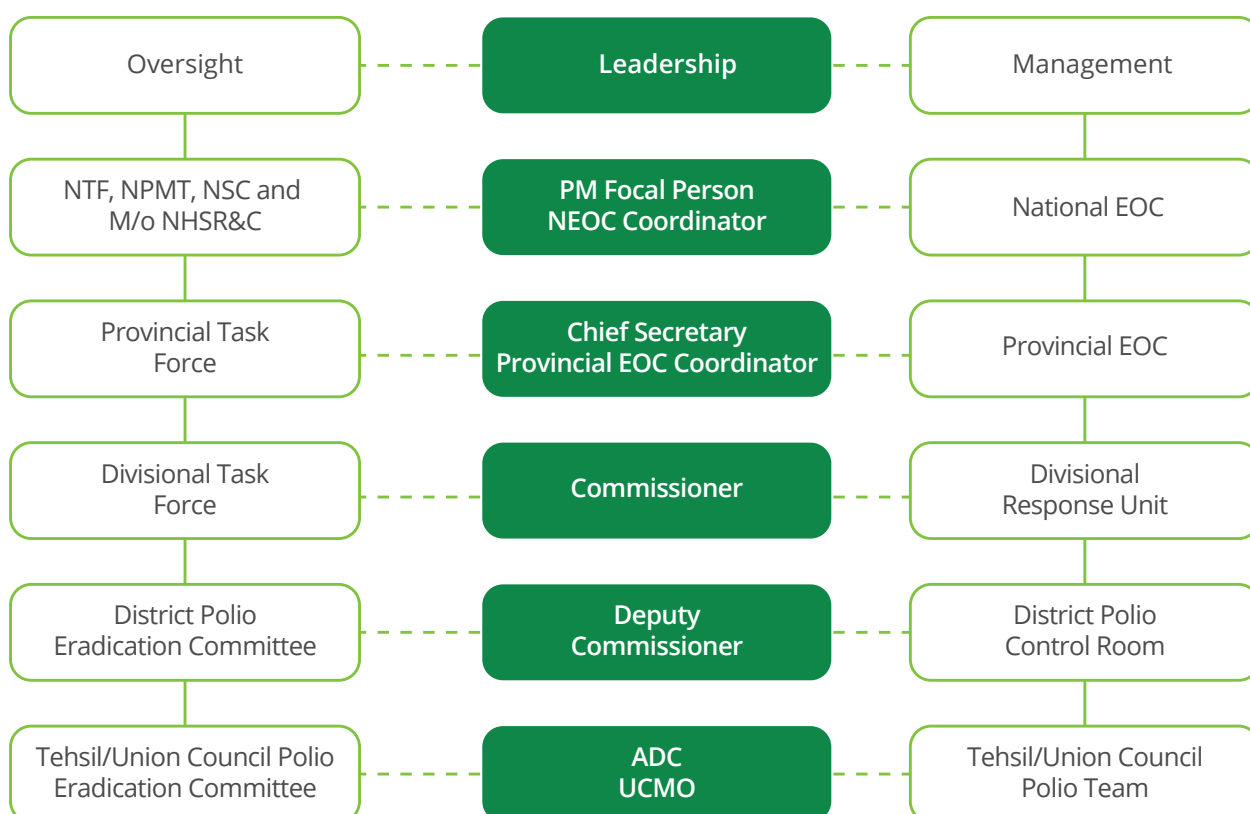 Oversight
Leadership
Management
NTF, NPMT, NSC and
M/o NHSR&C
PM Focal Person
NEOC Coordinator
National EOC
Provincial Task
Force
Chief Secretary
Provincial EOC Coordinator
Provincial EOC
Divisional Task
Force
Commissioner
Divisional
Response Unit
District Polio
Eradication Committee
Deputy
Commissioner
District Polio
Control Room
Tehsil/Union Council Polio
Eradication Committee
ADC
UCMO
Tehsil/Union Council
Polio Team